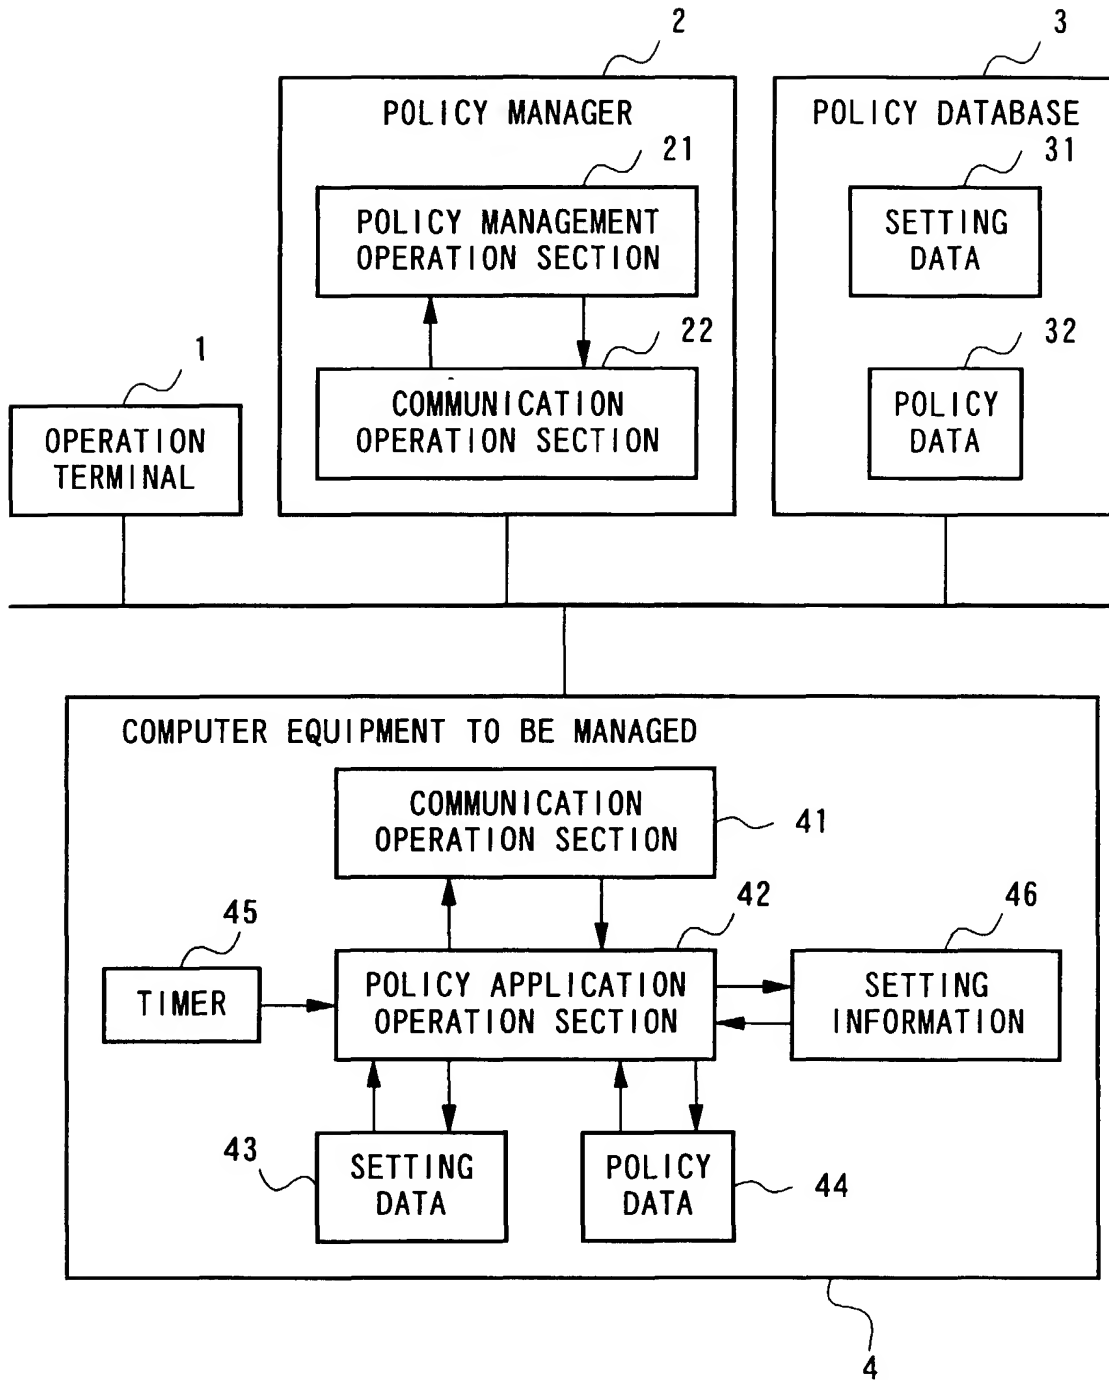 2
3
POLICY MANAGER
POLICY DATABASE
21
31
POLICY MANAGEMENT
OPERATION SECTION
SETTING
DATA
22
32
1
COMMUNICATION
OPERATION SECTION
POLICY
DATA
OPERATION
TERMINAL
COMPUTER EQUIPMENT TO BE MANAGED
COMMUNICATION
OPERATION SECTION
41
45
42
46
TIMER
POLICY APPLICATION
OPERATION SECTION
SETTING
INFORMATION
43
SETTING
DATA
POLICY
DATA
44
4